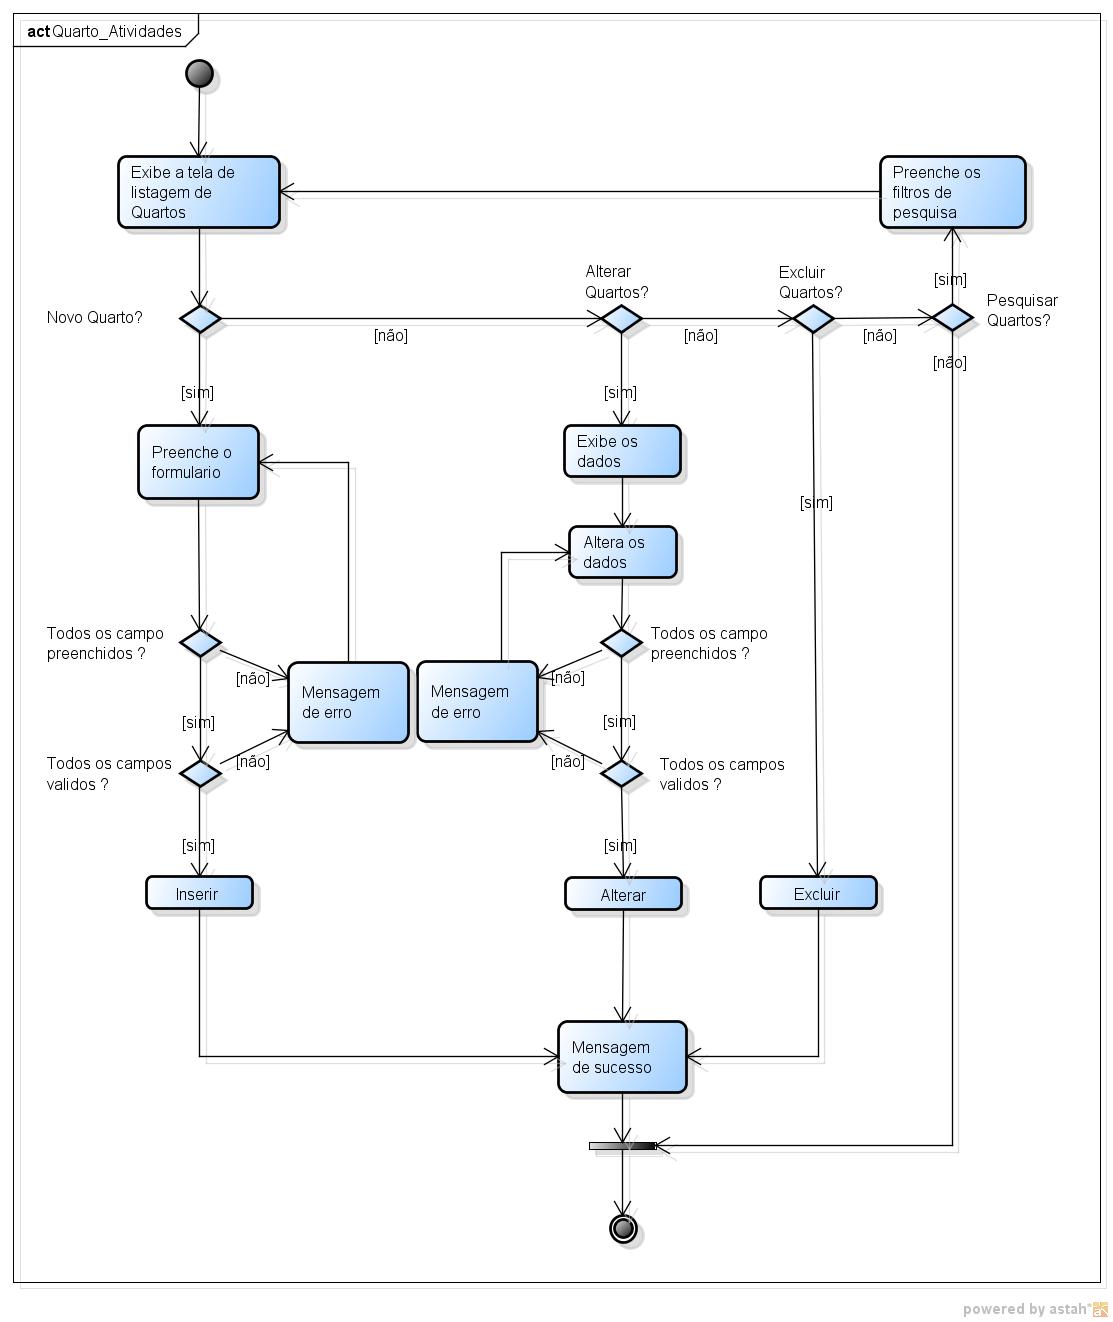 act Quarto_Atividades
Exibe a tela de
listagem de
Quartos
Preenche os
filtros de
pesquisa
Novo Quarto?
[não]
Alterar
Quartos?
[não]
Excluir
Quartos?
[não]
[sim]
Pesquisar
Quartos?
[não]
[sim]
[sim]
[sim]
Preenche o
formulario
Exibe os
dados
Altera os
dados
Todos os campo
preenchidos ?
[não]
Mensagem
de erro
Mensagem
de erro
[não]
Todos os campo
preenchidos ?
[sim]
[sim]
Todos os campos
validos ?
[não]
[não]
Todos os campos
validos ?
[sim]
[sim]
Inserir
Alterar
Excluir
Mensagem
de sucesso
powered by astah*